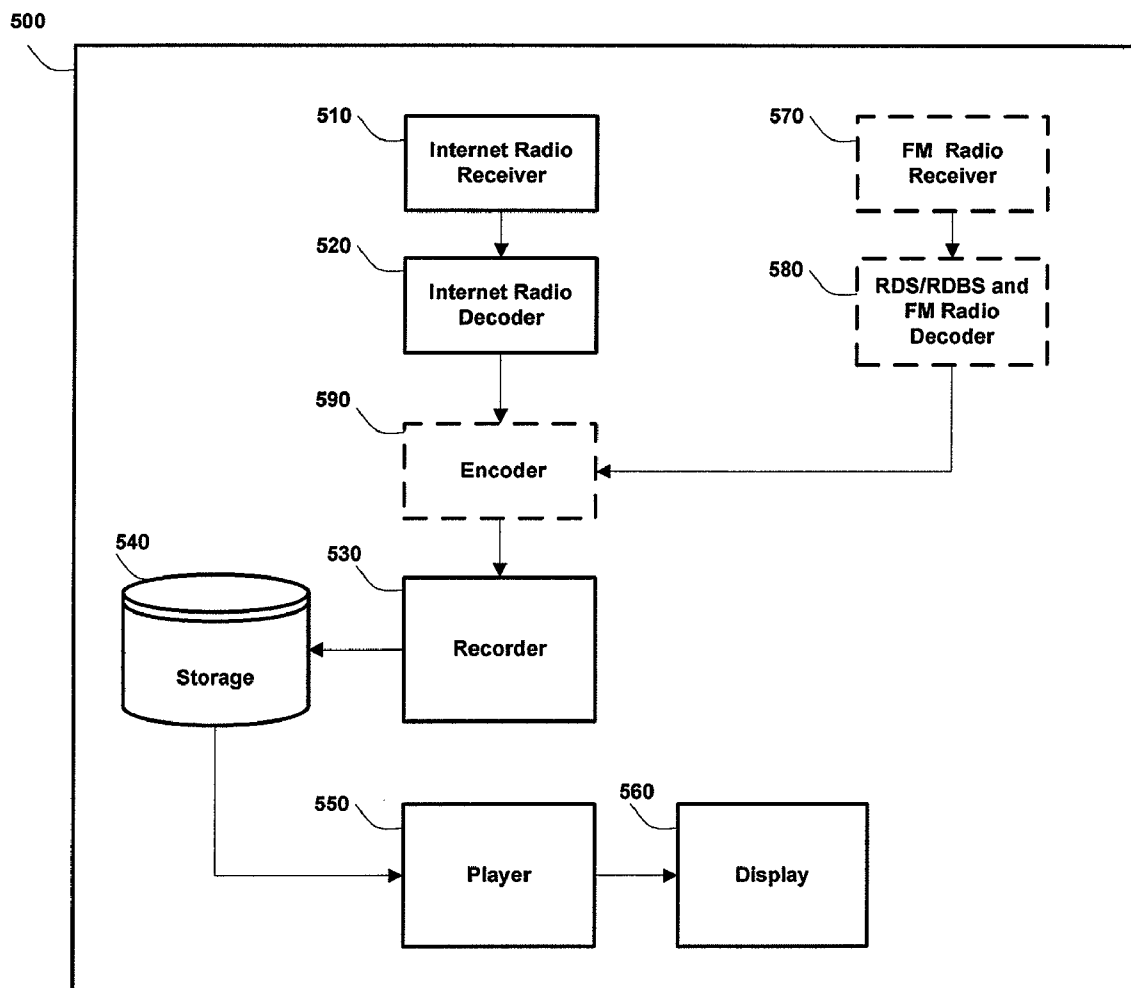 500
510
Internet Radio
Receiver
570
FM Radio
Receiver
520
Internet Radio
Decoder
580
RDS/RDBS and
FM Radio
Decoder
590
Encoder
540
Storage
530
Recorder
550
Player
560
Display